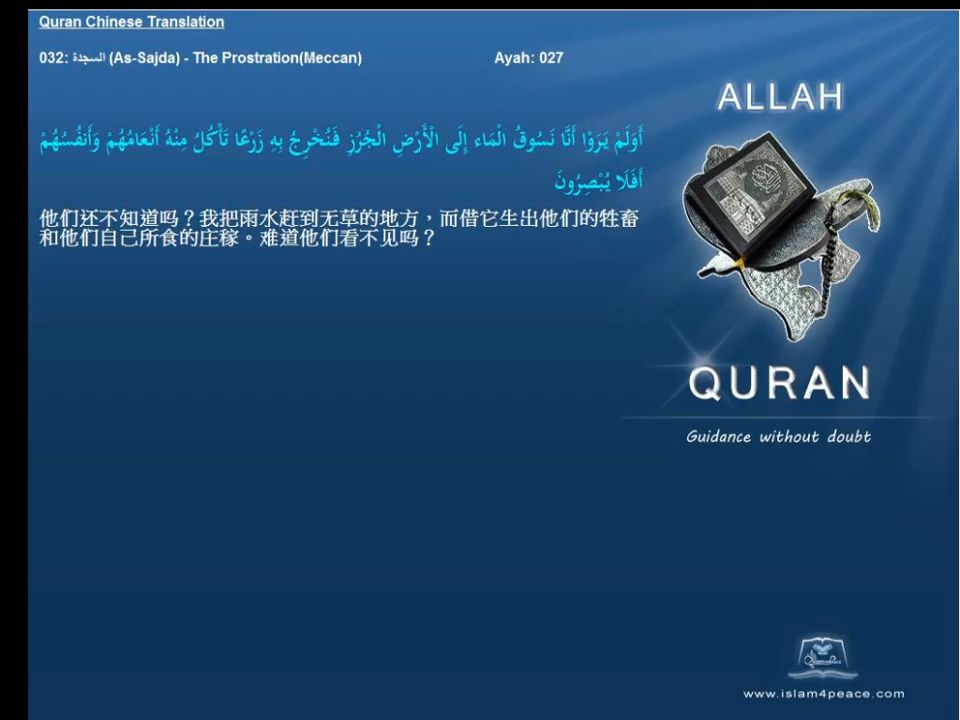 Quran Chinese Translation
032: السجدة (As-Sajda) - The Prostration(Meccan) Ayah: 027
ALLAH
أَوَلَمْ يَرَوْا أَنَّا نَسُوقُ الْمَاء إِلَى الْأَرْضِ الْجُرُزِ فَنُخْرِجُ بِهِ زَرْعًا تَأْكُلُ مِنْهُ أَنْعَامُهُمْ وَأَنفُسُهُمْ
أَفَلَا يُبْصِرُونَ
他们还不知道吗？我把雨水赶到无草的地方，而借它生出他们的牲畜
和他们自己所食的庄稼。难道他们看不见吗？
QURAN
Guidance without doubt
www.islam4peace.com